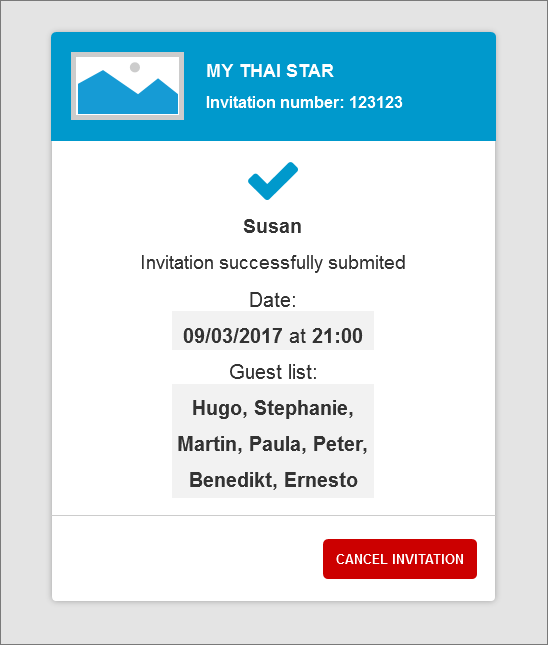 MY THAI STAR
Invitation number: 123123
Susan
Invitation successfully submited
Date:
09/03/2017 at 21:00
Guest list:
Hugo, Stephanie,
Martin, Paula, Peter,
Benedikt, Ernesto
CANCEL INVITATION